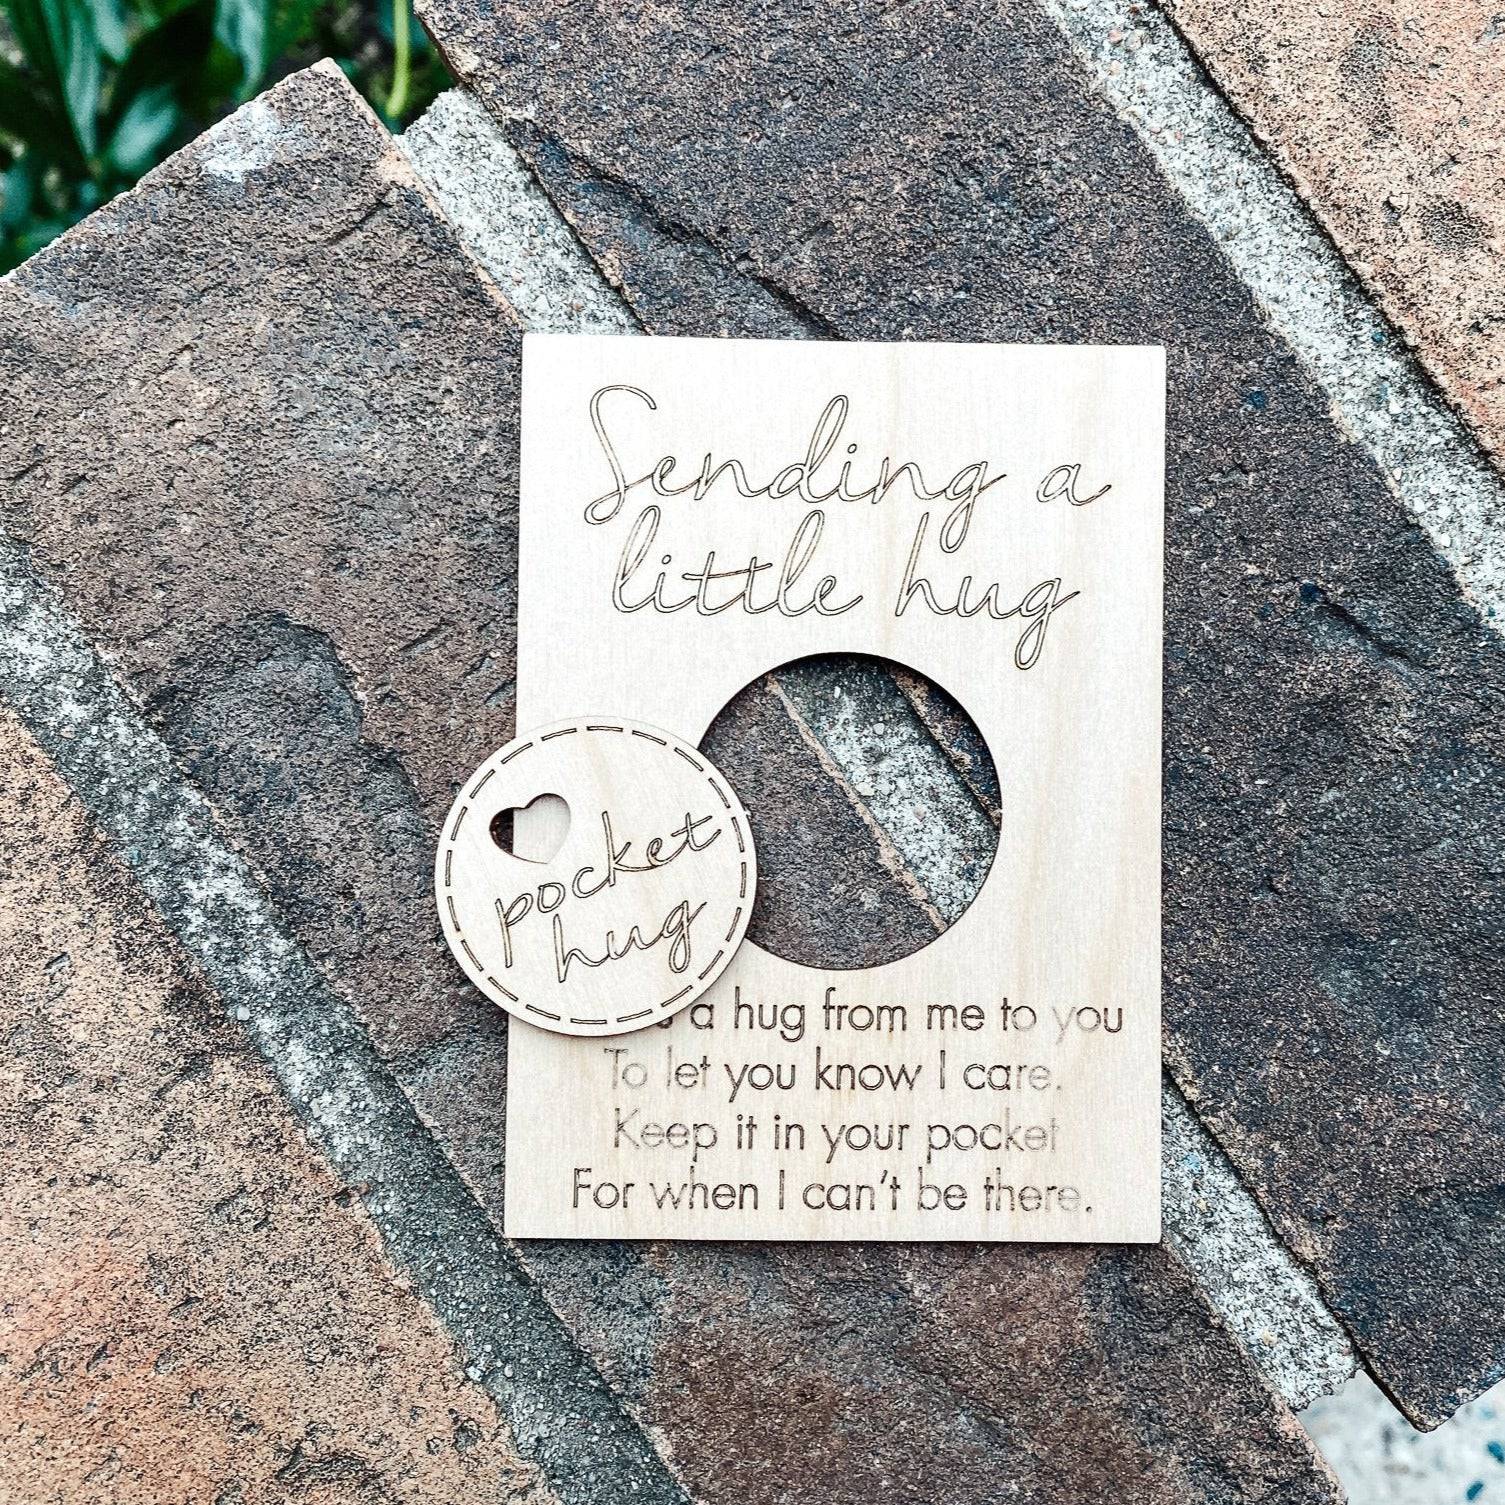 Sending a
little hug
pocket
hug
a hug from me to you
To let you know I care.
Keep it in your pocket
For when I can't be there.